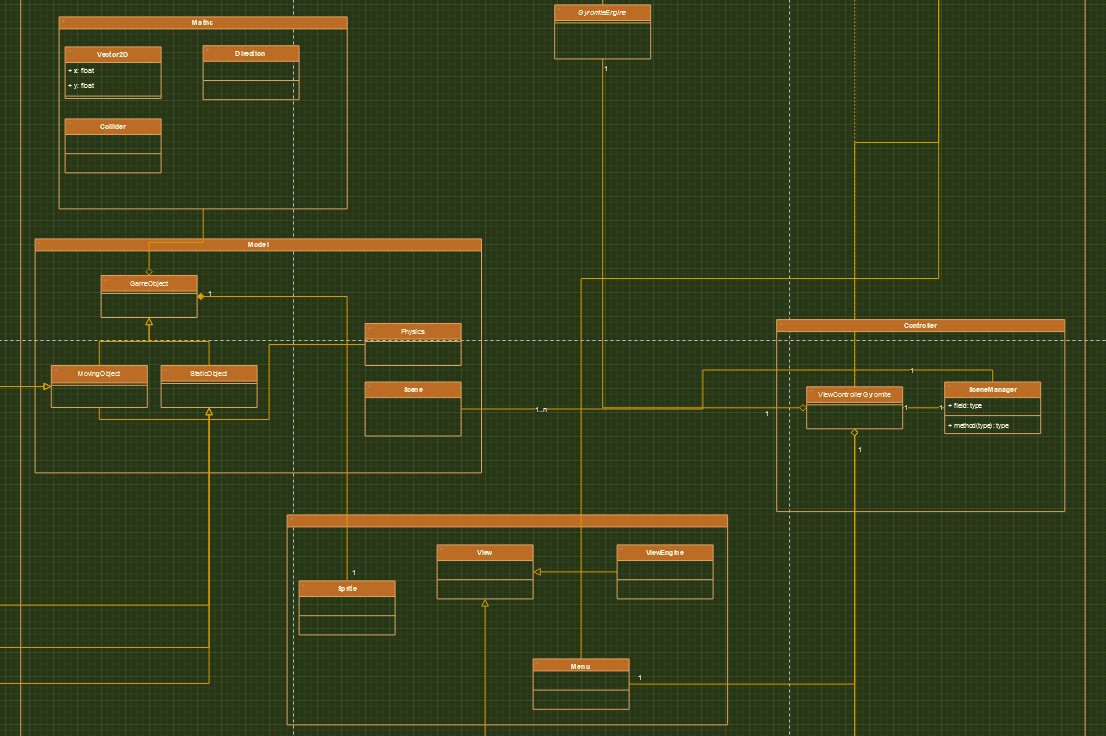 Maths
Vector2D
+ x: float
+ y: float
Direction
Collider
GyromiteEngine
1
Model
GameObject
1
Physics
MovingObject
StaticObject
Scene
1..n
Controller
1
ViewControllerGyromite
1
1
1
SceneManager
+ field: type
+ method(type): type
1
View
ViewEngine
1
Sprite
Menu
1